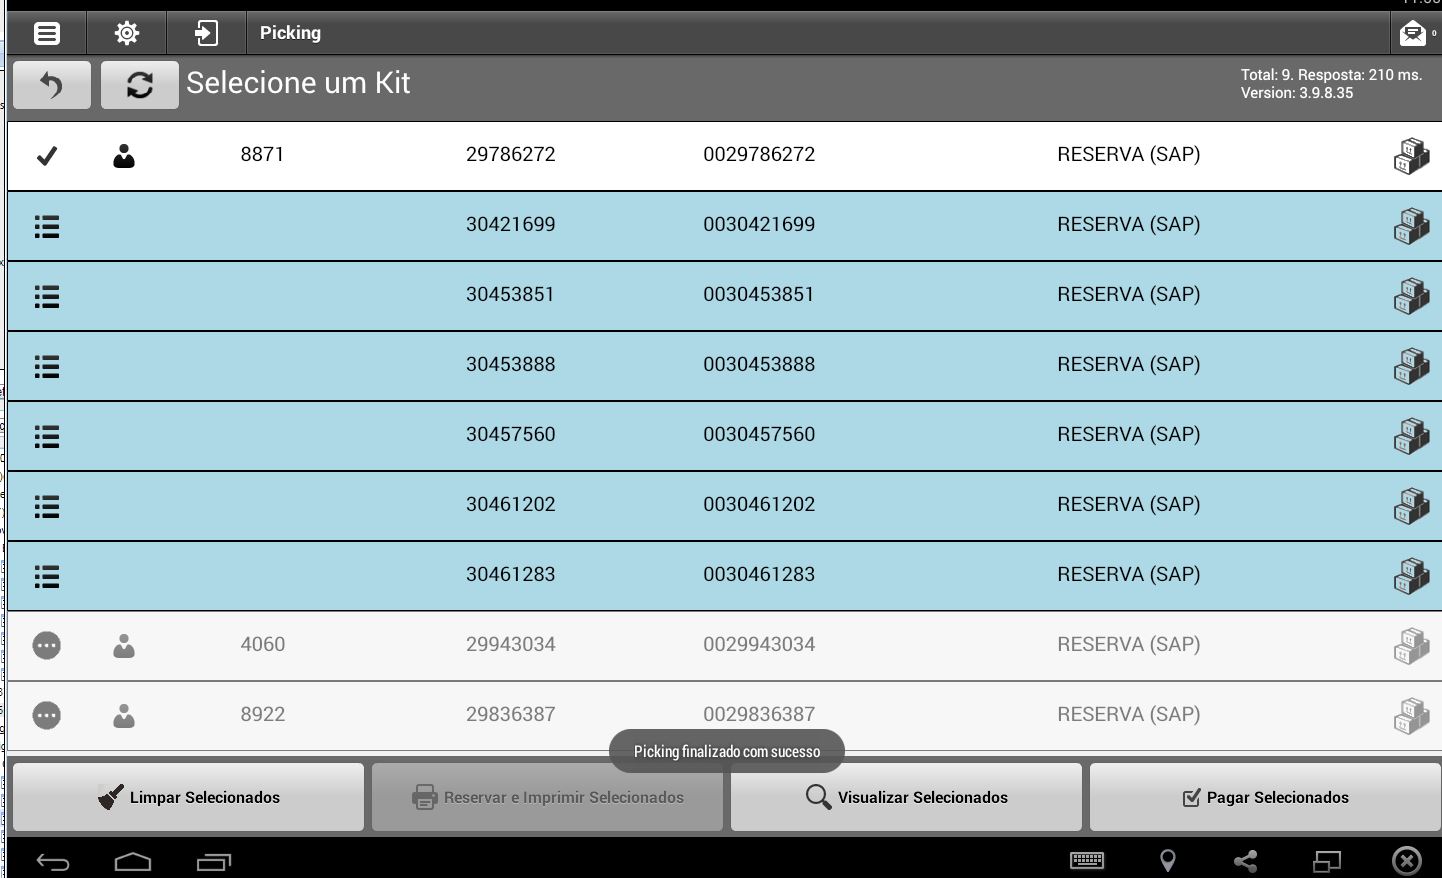 Picking
0
Selecione um Kit
Total: 9. Resposta: 210 ms.
Version: 3.9.8.35
8871 29786272 0029786272 RESERVA (SAP)
30421699 0030421699 RESERVA (SAP)
30453851 0030453851 RESERVA (SAP)
30453888 0030453888 RESERVA (SAP)
30457560 0030457560 RESERVA (SAP)
30461202 0030461202 RESERVA (SAP)
30461283 0030461283 RESERVA (SAP)
4060 29943034 0029943034 RESERVA (SAP)
8922 29836387 0029836387 RESERVA (SAP)
Picking finalizado com sucesso
Limpar Selecionados
Reservar e Imprimir Selecionados
Visualizar Selecionados
Pagar Selecionados